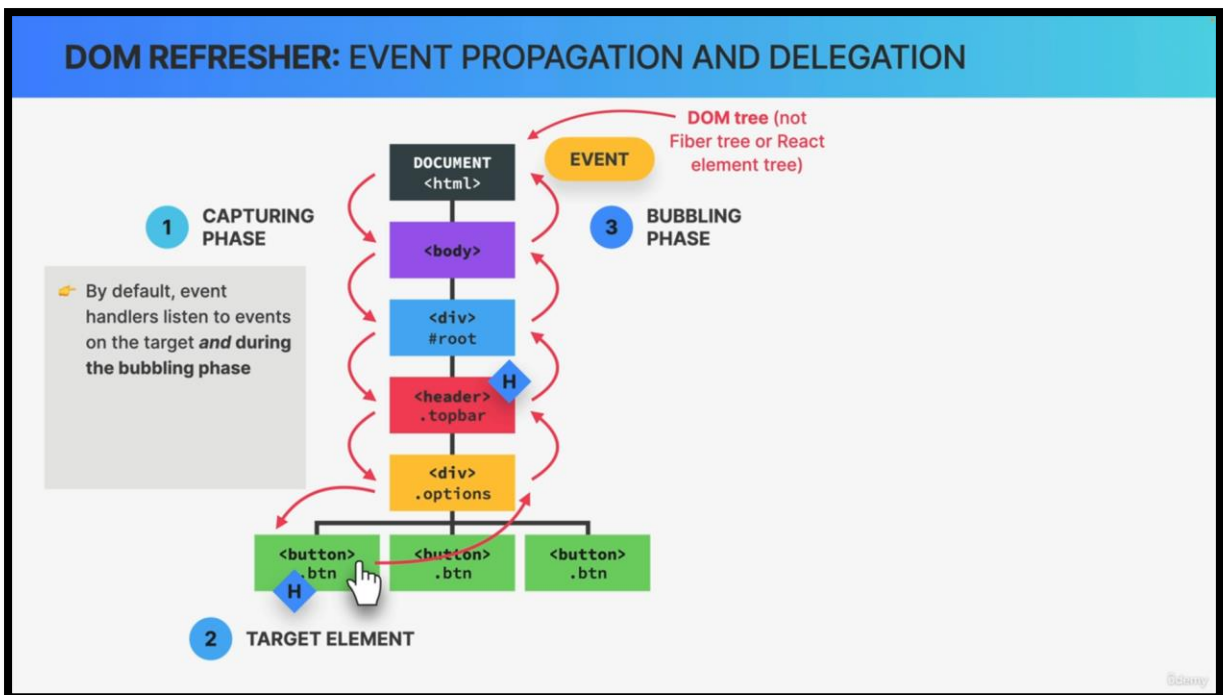 DOM REFRESHER: EVENT PROPAGATION AND DELEGATION
DOM tree (not
Fiber tree or React
element tree)
EVENT
DOCUMENT
<html>
1
CAPTURING
PHASE
3
BUBBLING
PHASE
<body>
👉 By default, event
handlers listen to events
on the target and during
the bubbling phase
<div>
#root
H
<header>
.topbar
<div>
.options
<button>
.btn
H
<button>
.btn
<button>
.btn
2
TARGET ELEMENT
Udemy